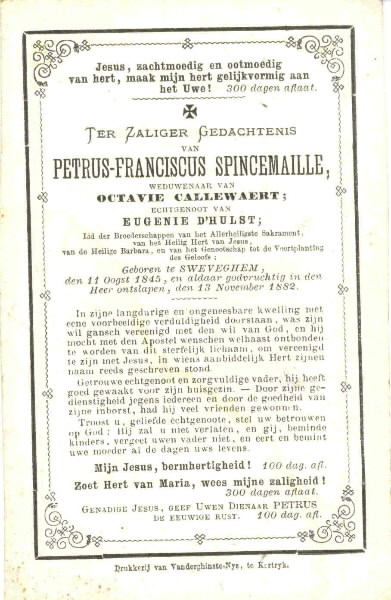 Jesus, zachtmoedig en ootmoedig
van hert, maak mijn hert gelijkvormig aan
het Uwe! 300 dagen aflaat.
TER ZALIGER GEDACHTENIS
VAN
PETRUS-FRANCISCUS SPINCEMAILLE,
WEDUWENAAR VAN
OCTAVIE CALLEWAERT;
ECHTGENOOT VAN
EUGENIE D'HULST;
Lid der Broederschappen van het Allerheiligste Sakrament,
van het Heilig Hert van Jesus,
van de Heilige Barbara, en van het Genootschap tot de Voortplanting
des Geloofs;
Geboren te SWEVEGHEM,
den 11 Oogst 1845, en aldaar godvruchtig in den
Heer ontslapen, den 13 November 1882.
In zijne langdurige en ongeneesbare kwelling met
eene voorbeeldige verduldigheid doorstaan, was zijn
wil gansch vereenigd met den wil van God, en hij
mocht met den Apostel wenschen welhaast ontbonden
te worden van dit sterfelijk lichaam, om vereenigd
te zijn met Jesus, in wiens aanbiddelijk Hert zijnen
naam reeds geschreven stond.
Getrouwe echtgenoot en zorgvuldige vader, hij heeft
goed gewaakt voor zijn huisgezin. — Door zijne ge-
dienstigheid jegens iedereen en door de goedheid van
zijne inborst, had hij veel vrienden gewonnen.
Troost u, geliefde echtgenoote, stel uw betrouwen
op God: Hij zal u niet verlaten, en gij, beminde
kinders, vergeet uwen vader niet, en eert en bemint
uwe moeder al de dagen uws levens.
Mijn Jesus, bermhertigheid! 100 dag. afl.
Zoet Hert van Maria, wees mijne zaligheid!
300 dagen aflaat.
GENADIGE JESUS, GEEF UWEN DIENAAR PETRUS
DE EEUWIGE RUST. 100 dag. afl.
Drukkerij van Vanderghinste-Nys, te Kortryk.